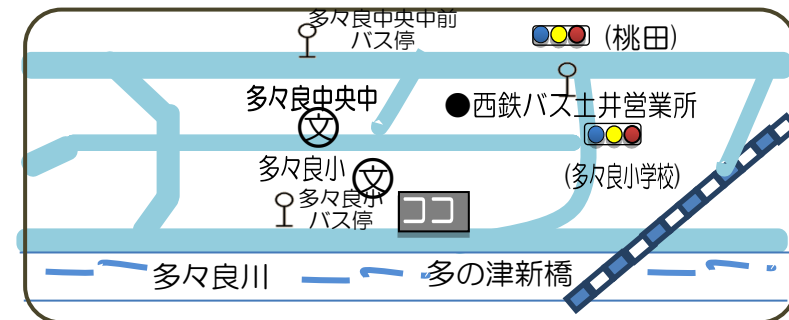 多々良中央中前
バス停
(桃田)
多々良中央中
●西鉄バス土井営業所
文
多々良小
文
(多々良小学校)
多々良小
バス停
ココ
多々良川
多の津新橋